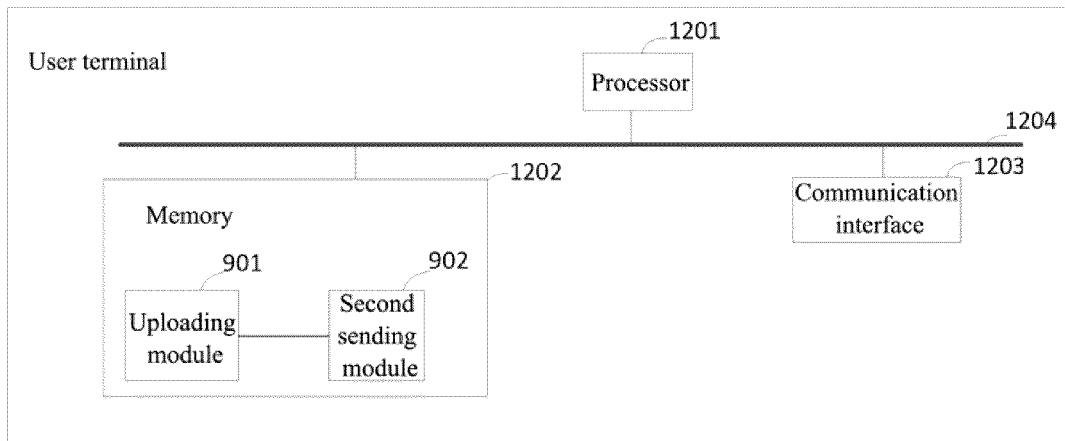 1201
User terminal
Processor
1204
1202
1203
Communication
interface
Memory
901
902
Uploading
module
Second
sending
module